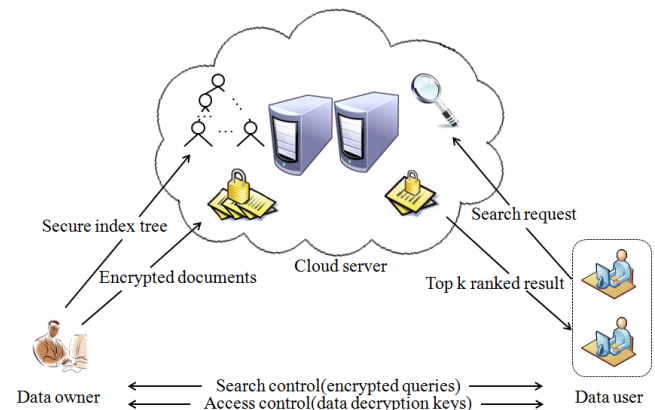 Secure index tree
Search request
Cloud server
Encrypted documents
Top k ranked result
Search control(encrypted queries)
Data owner
Data user
Access control(data decryption keys)